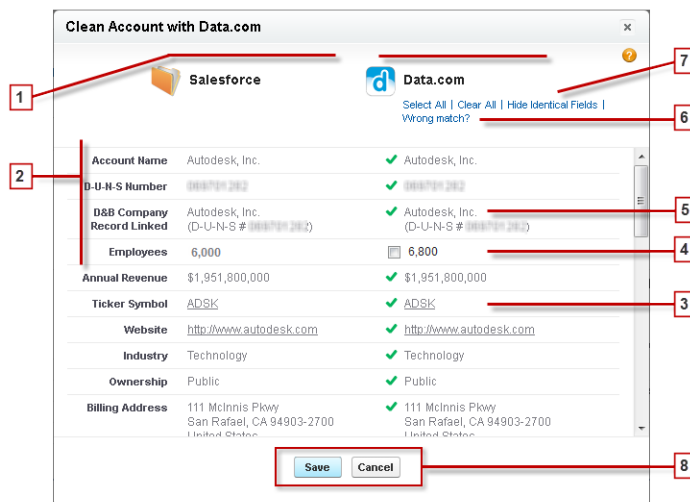 Clean Account with Data.com
×
?
7
1
Salesforce
Data.com
Select All | Clear All | Hide Identical Fields |
Wrong match?
6
2
Account Name Autodesk, Inc. Autodesk, Inc.
D-U-N-S Number
D&B Company Record Linked Autodesk, Inc. (D-U-N-S # ) Autodesk, Inc. (D-U-N-S # )
5
Employees 6,000 6,800
4
Annual Revenue $1,951,800,000 $1,951,800,000
Ticker Symbol ADSK ADSK
3
Website http://www.autodesk.com http://www.autodesk.com
Industry Technology Technology
Ownership Public Public
Billing Address 111 McInnis Pkwy 111 McInnis Pkwy
San Rafael, CA 94903-2700 San Rafael, CA 94903-2700
United States United States
Save Cancel
8